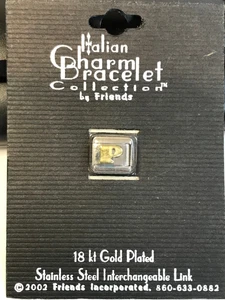 Italian
Charm
Bracelet
Collection™
by Friends
18 kt Gold Plated
Stainless Steel Interchangeable Link
©2002 Friends Incorporated. 860-633-0882